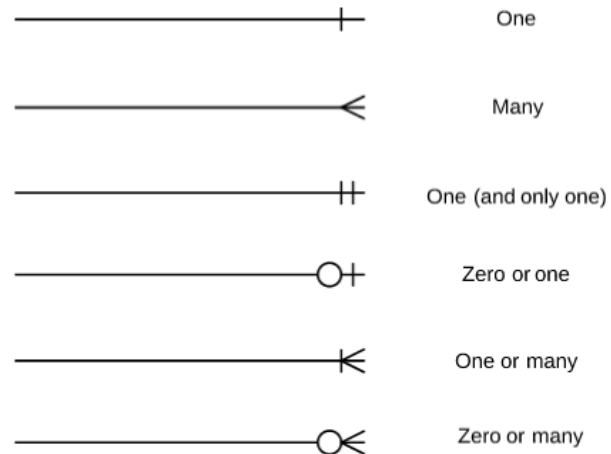 One
Many
One (and only one)
Zero or one
One or many
Zero or many